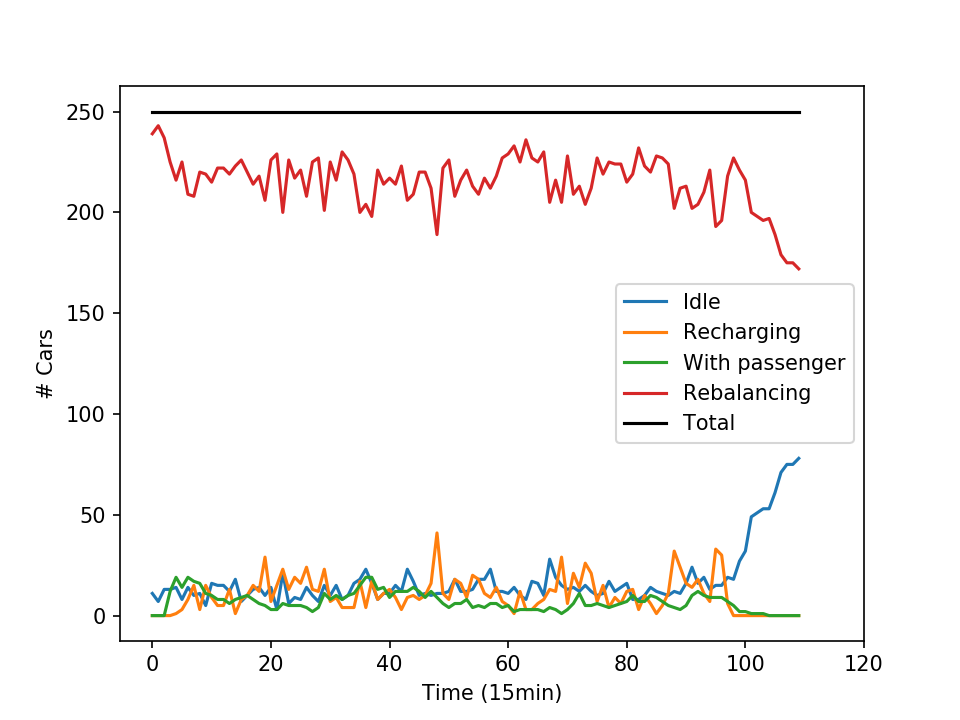 250
200
150
100
50
0
# Cars
Idle
Recharging
With passenger
Rebalancing
Total
0 20 40 60 80 100 120
Time (15min)